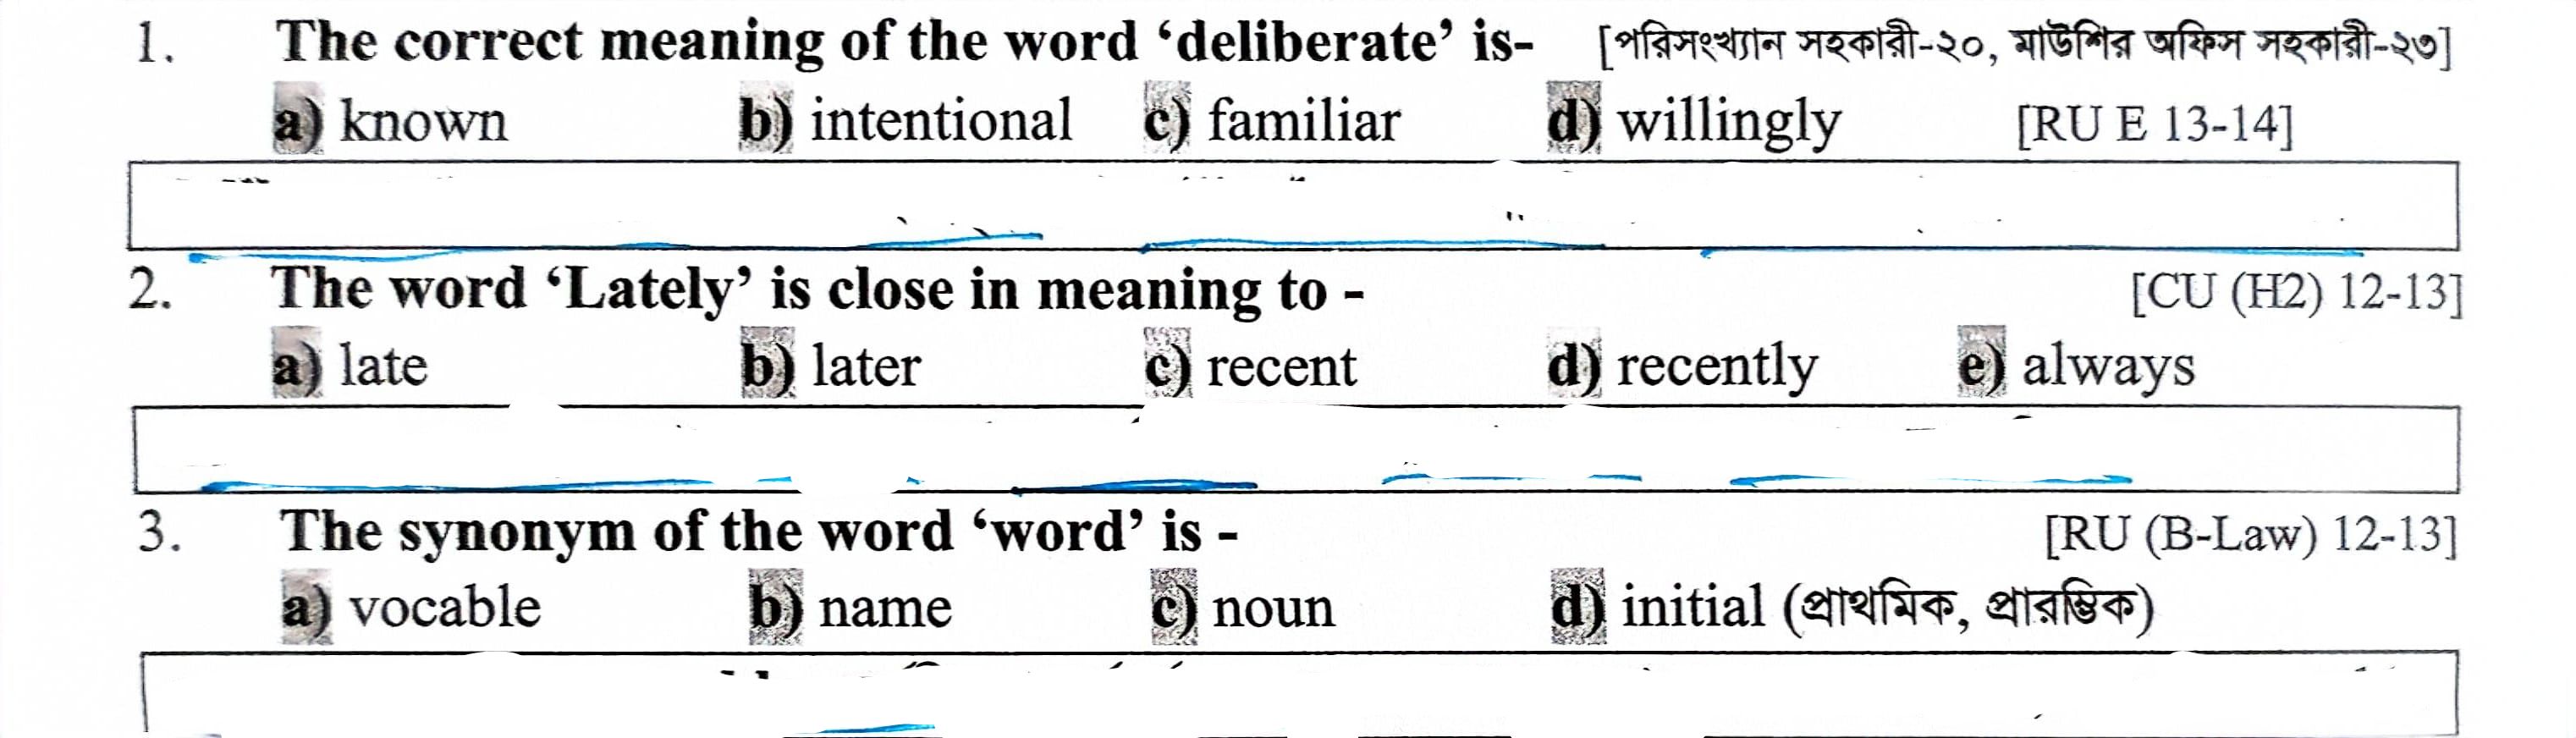 1. The correct meaning of the word ‘deliberate’ is- [পরিসংখ্যান সহকারী-২০, মাউশির অফিস সহকারী-২৩]
a) known b) intentional c) familiar d) willingly [RU E 13-14]
2. The word ‘Lately’ is close in meaning to - [CU (H2) 12-13]
a) late b) later c) recent d) recently e) always
3. The synonym of the word ‘word’ is - [RU (B-Law) 12-13]
a) vocable b) name c) noun d) initial (প্রাথমিক, প্রারম্ভিক)